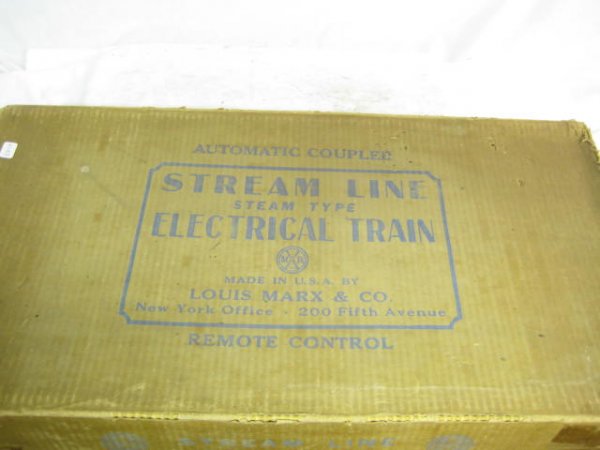 AUTOMATIC COUPLER
STREAM LINE
STEAM TYPE
ELECTRICAL TRAIN
MAR
MADE IN U.S.A. BY
LOUIS MARX & CO.
New York Office - 200 Fifth Avenue
REMOTE CONTROL
STREAM LINE